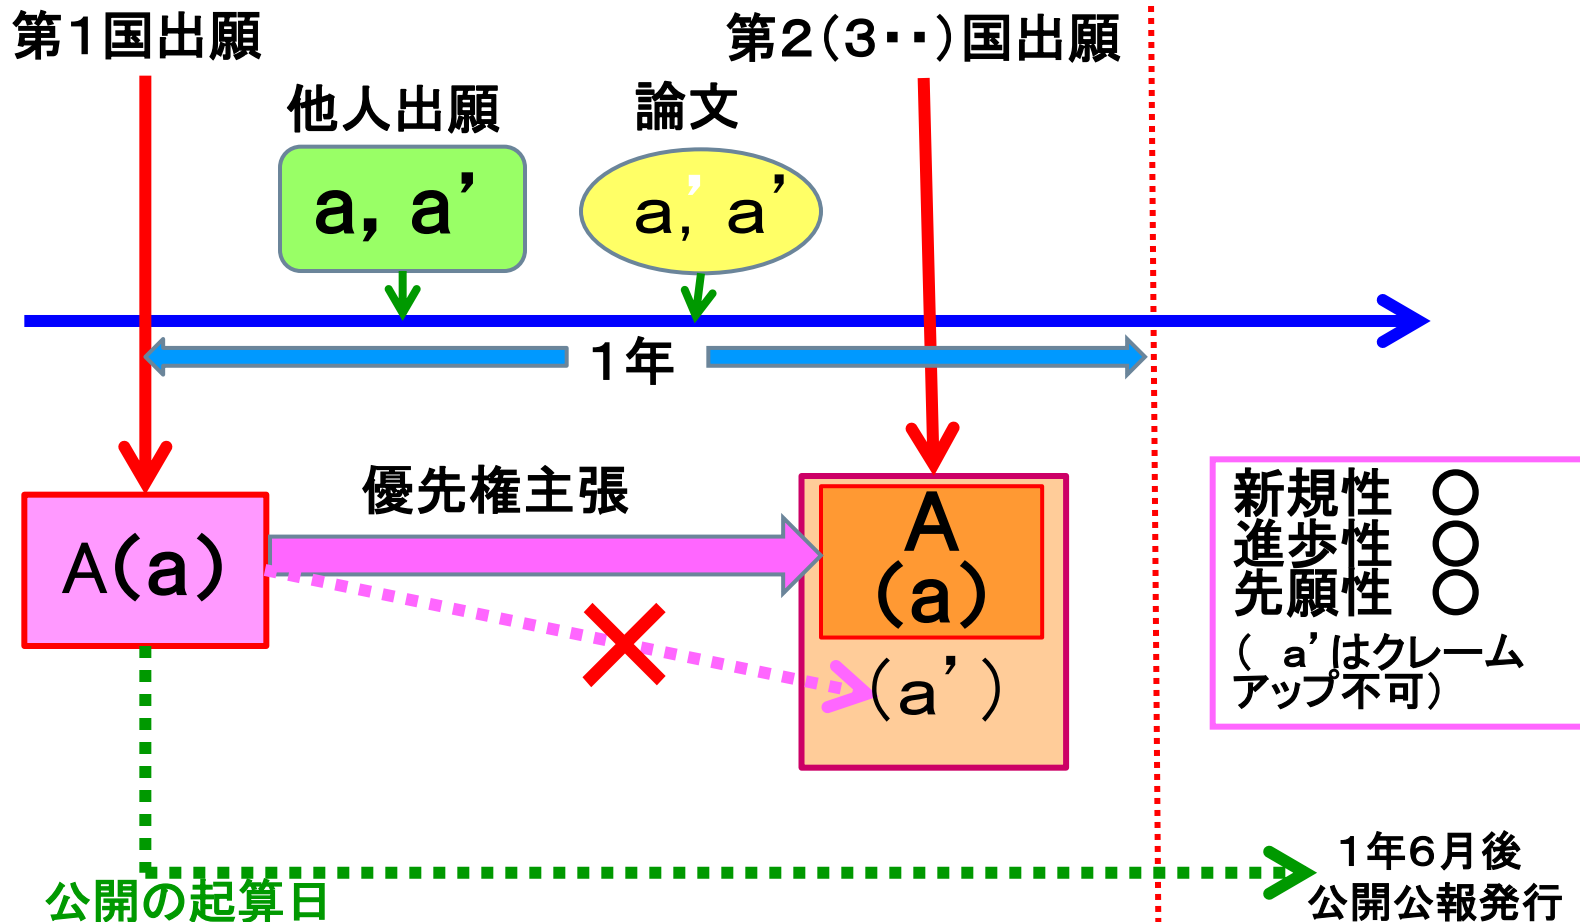 第1国出願
第2(3・・)国出願
他人出願
論文
a, a'
a,' a'
1年
優先権主張
A(a)
A
(a)
(a')
新規性 〇
進歩性 〇
先願性 〇
( a'はクレーム
アップ不可)
1年6月後
公開公報発行
公開の起算日